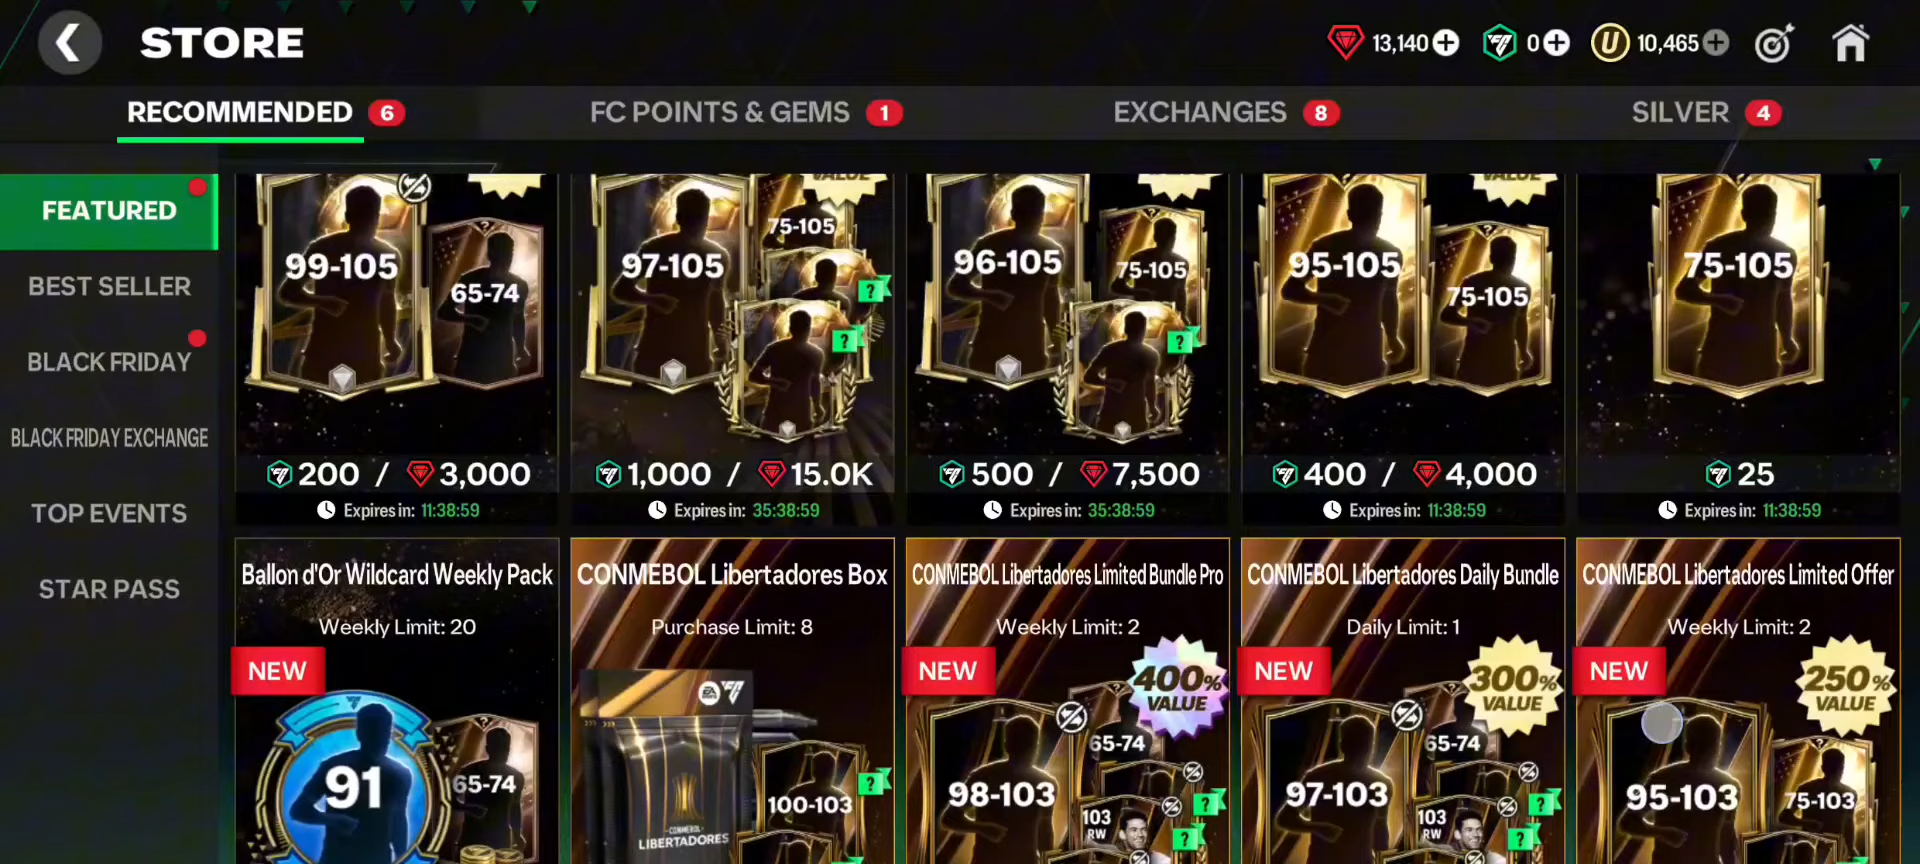 STORE
13,140
0
10,465
RECOMMENDED 6
FC POINTS & GEMS 1
EXCHANGES 8
SILVER 4
FEATURED
BEST SELLER
BLACK FRIDAY
BLACK FRIDAY EXCHANGE
TOP EVENTS
STAR PASS
99-105
65-74
200 / 3,000
Expires in: 11:38:59
VALUE
97-105
75-105
?
?
1,000 / 15.0K
Expires in: 35:38:59
96-105
75-105
?
500 / 7,500
Expires in: 35:38:59
VALUE
95-105
?
75-105
400 / 4,000
Expires in: 11:38:59
?
75-105
25
Expires in: 11:38:59
Ballon d'Or Wildcard Weekly Pack
Weekly Limit: 20
NEW
91
?
65-74
CONMEBOL Libertadores Box
Purchase Limit: 8
EA SPORTS FC
CONMEBOL
LIBERTADORES
?
100-103
CONMEBOL Libertadores Limited Bundle Pro
Weekly Limit: 2
NEW
400%
VALUE
98-103
65-74
?
103
RW
?
CONMEBOL Libertadores Daily Bundle
Daily Limit: 1
NEW
300%
VALUE
97-103
65-74
?
103
RW
?
CONMEBOL Libertadores Limited Offer
Weekly Limit: 2
NEW
250%
VALUE
95-103
?
75-103